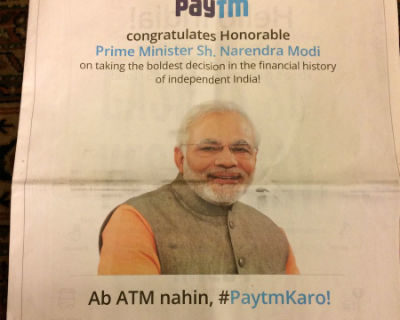 paytm
congratulates Honorable
Prime Minister Sh. Narendra Modi
on taking the boldest decision in the financial history
of independent India!
Ab ATM nahin, #PaytmKaro!